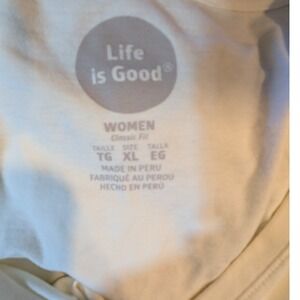 Life
is Good®
WOMEN
Classic Fit
TAILLE SIZE TALLA
TG XL EG
MADE IN PERU
FABRIQUÉ AU PEROU
HECHO EN PERÚ